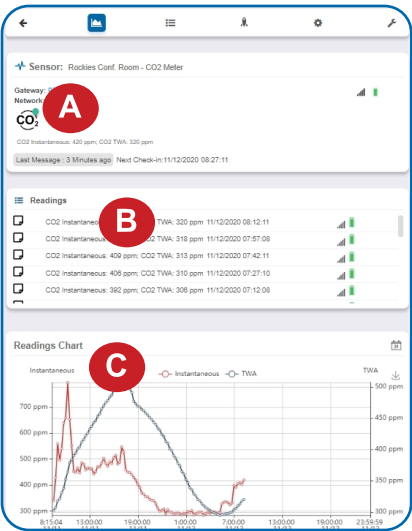 Sensor: Rockies Conf. Room - CO2 Meter
Gateway:
Network
A
CO2
CO2 Instantaneous: 420 ppm; CO2 TWA: 320 ppm
Last Message : 3 Minutes ago Next Check-in:11/12/2020 08:27:11
Readings
B
CO2 Instantaneous TWA: 320 ppm 11/12/2020 08:12:11
CO2 Instantaneous TWA: 318 ppm 11/12/2020 07:57:08
CO2 Instantaneous: 409 ppm; CO2 TWA: 313 ppm 11/12/2020 07:42:11
CO2 Instantaneous: 406 ppm; CO2 TWA: 310 ppm 11/12/2020 07:27:10
CO2 Instantaneous: 392 ppm; CO2 TWA: 306 ppm 11/12/2020 07:12:08
Readings Chart
C
Instantaneous Instantaneous TWA TWA
500 ppm
700 ppm
450 ppm
600 ppm
500 ppm
400 ppm
400 ppm
350 ppm
300 ppm
300 ppm
8:15:04 13:00:00 19:00:00 1:00:00 7:00:00 13:00:00 19:00:00 23:59:59